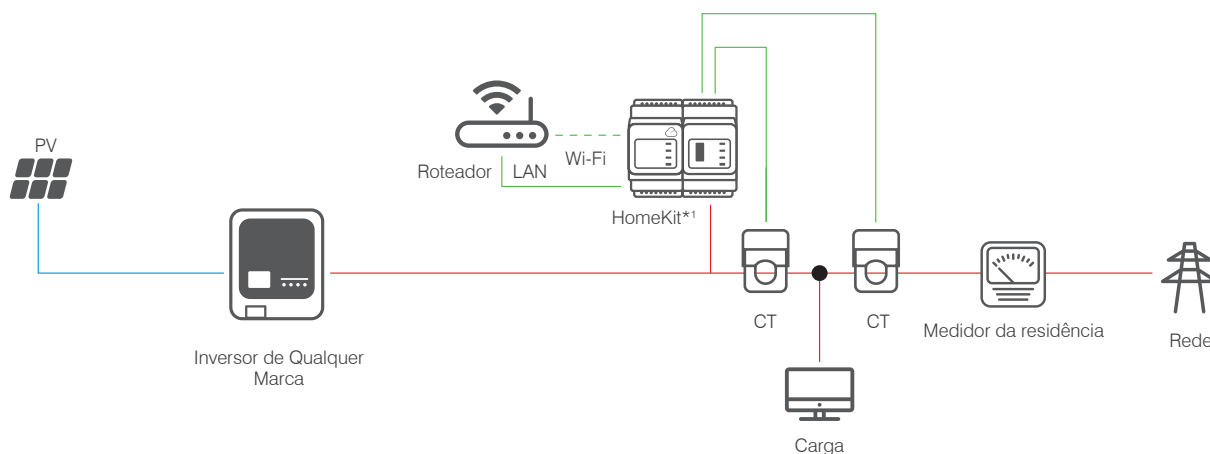 PV
Roteador
LAN
Wi-Fi
HomeKit*¹
CT
CT
Medidor da residência
Rede
Inversor de Qualquer
Marca
Carga